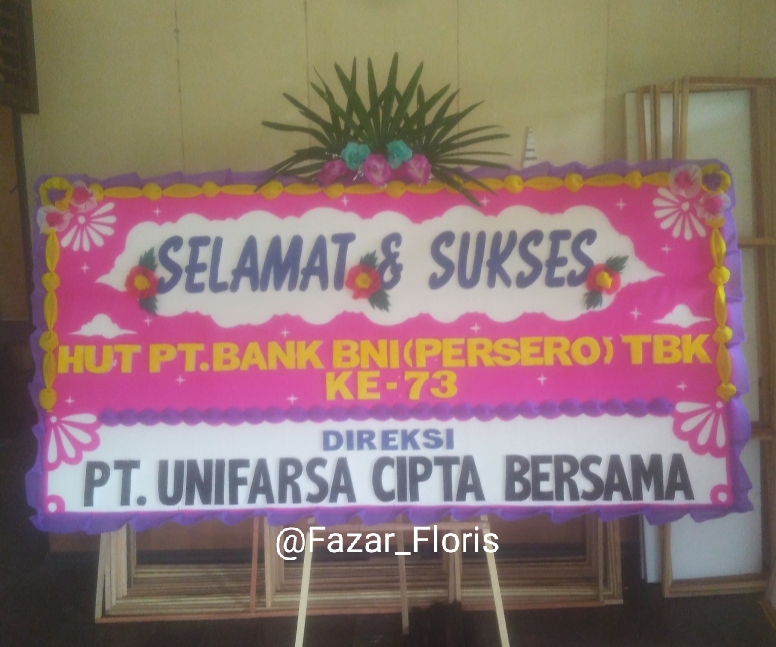 SELAMAT & SUKSES
HUT PT.BANK BNI(PERSERO) TBK
KE-73
DIREKSI
PT. UNIFARSA CIPTA BERSAMA
@Fazar_Floris